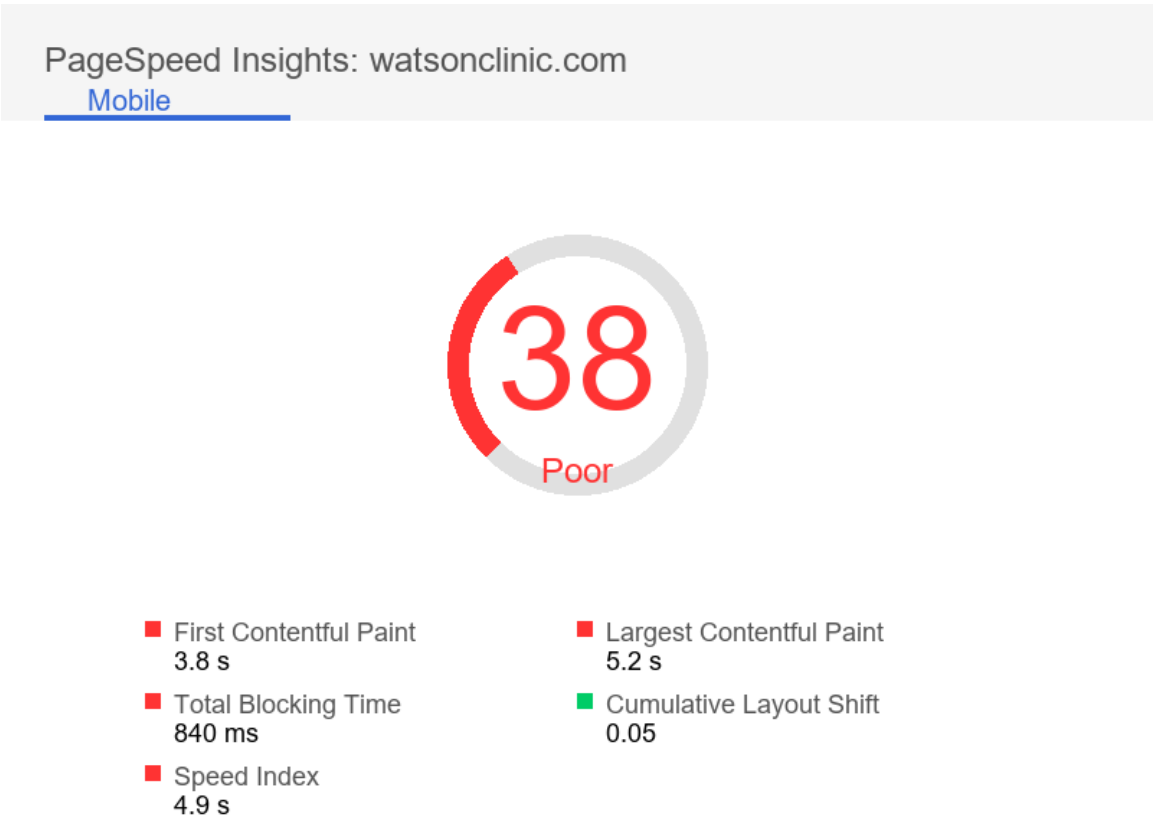 PageSpeed Insights: watsonclinic.com
Mobile
38
Poor
First Contentful Paint
3.8 s
Largest Contentful Paint
5.2 s
Total Blocking Time
840 ms
Cumulative Layout Shift
0.05
Speed Index
4.9 s